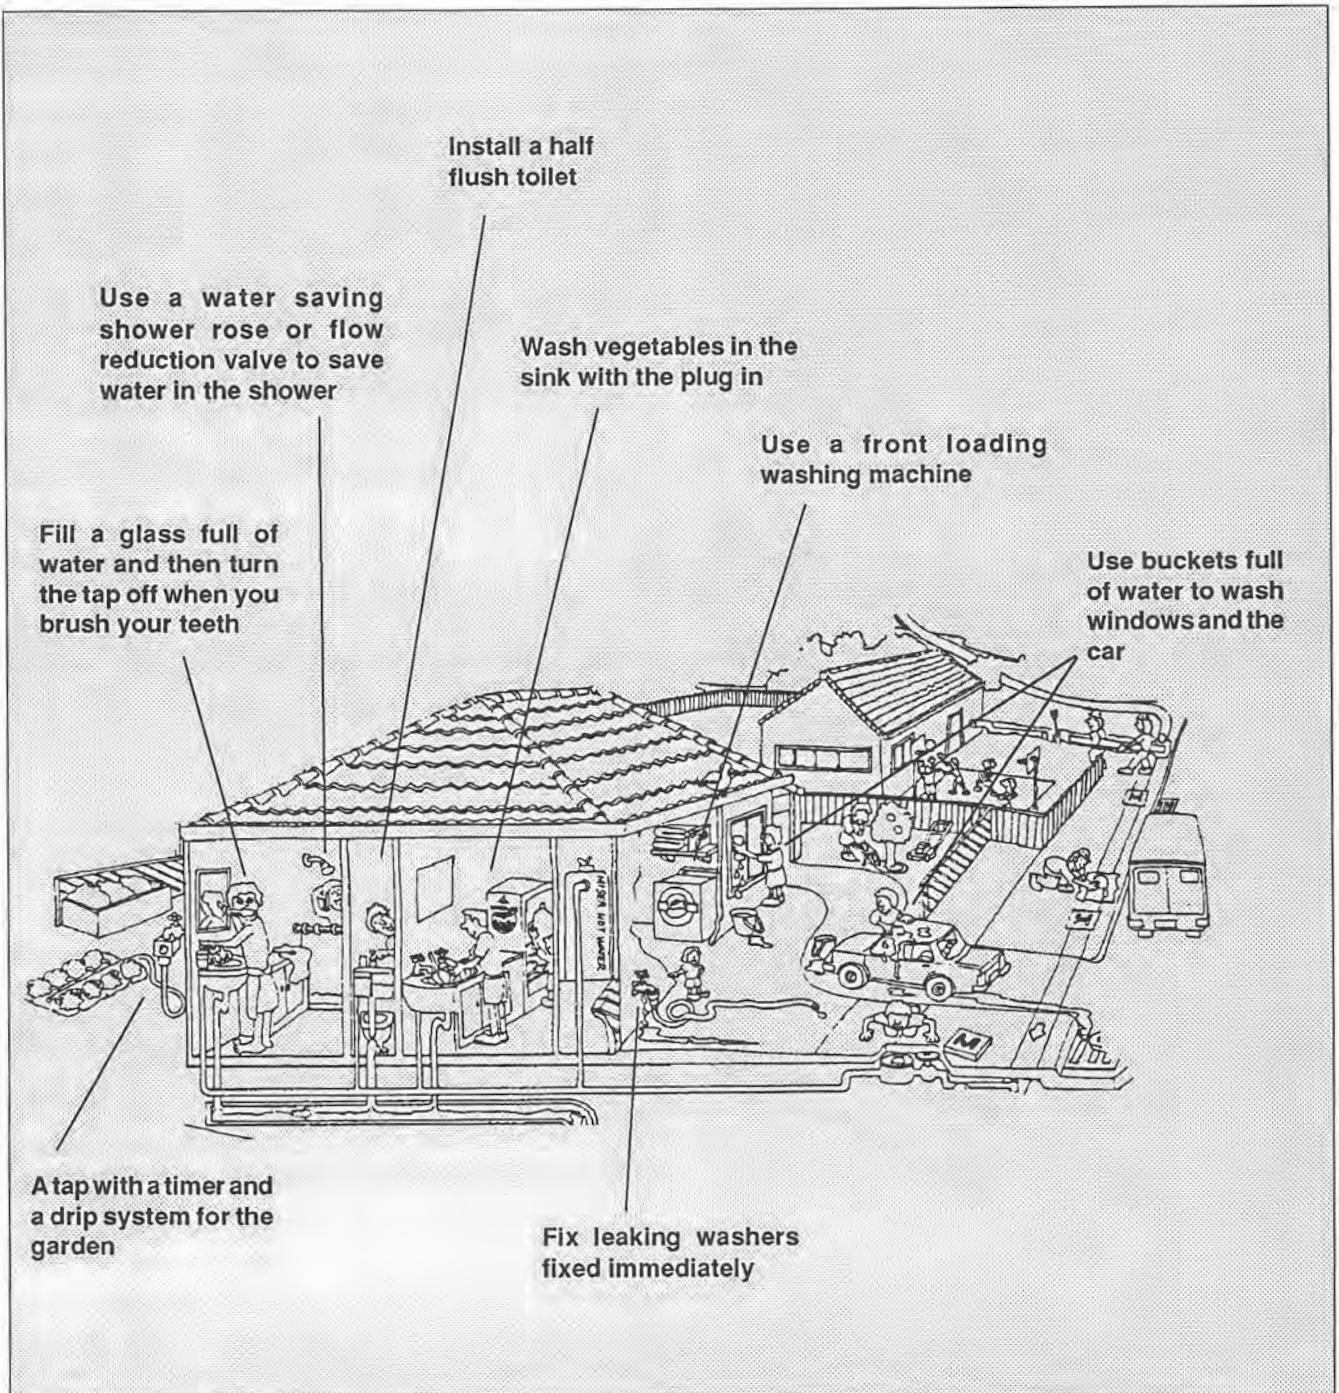 Install a half
flush toilet
Use a water saving
shower rose or flow
reduction valve to save
water in the shower
Wash vegetables in the
sink with the plug in
Use a front loading
washing machine
Fill a glass full of
water and then turn
the tap off when you
brush your teeth
Use buckets full
of water to wash
windows and the
car
MISER HOT WATER
M
M
A tap with a timer and
a drip system for the
garden
Fix leaking washers
fixed immediately